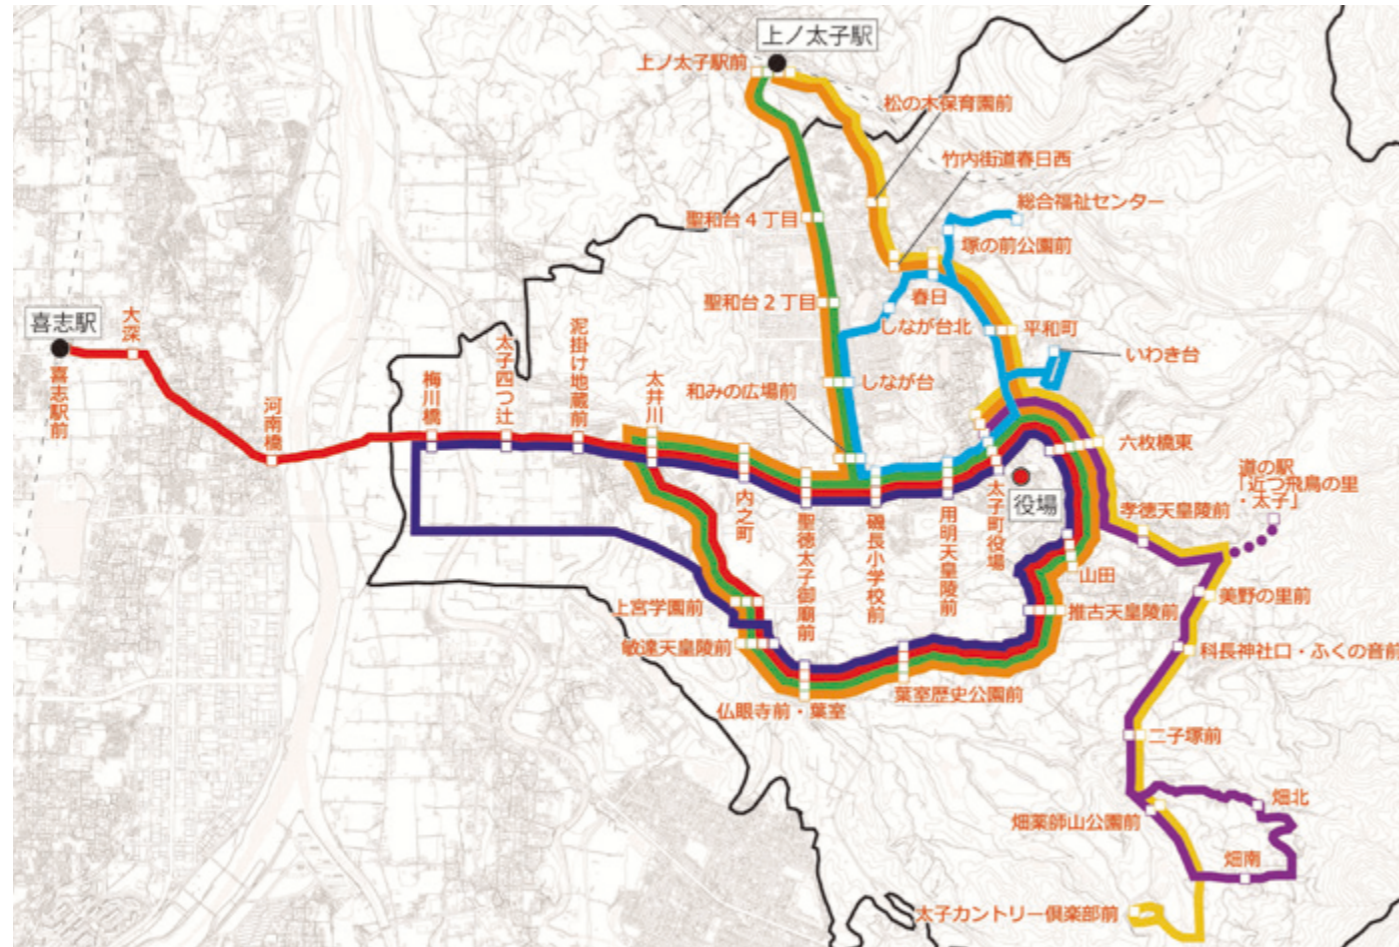 上ノ太子駅
上ノ太子駅前
松の木保育園前
竹内街道春日西
総合福祉センター
聖和台4丁目
塚の前公園前
春日
聖和台2丁目
しなが台北
平和町
いわき台
喜志駅
大深
喜志駅前
河南橋
梅川橋
太子四つ辻
泥掛け地蔵前
太井川
和みの広場前
しなが台
六枚橋東
道の駅
「近つ飛鳥の里
・太子」
役場
孝徳天皇陵前
内之町
聖徳太子御廟前
磯長小学校前
用明天皇陵前
太子町役場
山田
美野の里前
上宮学園前
推古天皇陵前
敏達天皇陵前
科長神社口・ふくの音前
葉室歴史公園前
仏眼寺前・葉室
二子塚前
畑北
畑薬師山公園前
畑南
太子カントリー倶楽部前